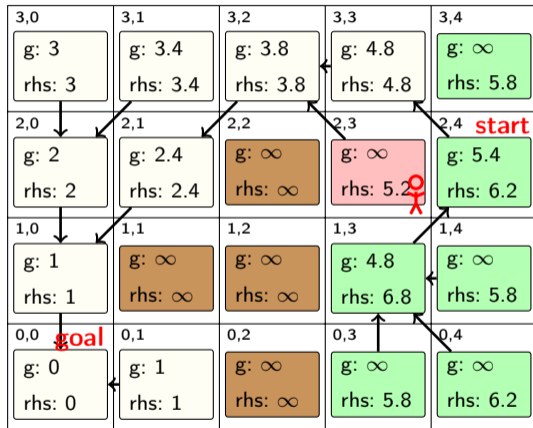 3,0 3,1 3,2 3,3 3,4
g: 3 g: 3.4 g: 3.8 g: 4.8 g: ∞
rhs: 3 rhs: 3.4 rhs: 3.8 rhs: 4.8 rhs: 5.8
2,0 2,1 2,2 2,3 2,4 start
g: 2 g: 2.4 g: ∞ g: ∞ g: 5.4
rhs: 2 rhs: 2.4 rhs: ∞ rhs: 5.2 rhs: 6.2
1,0 1,1 1,2 1,3 1,4
g: 1 g: ∞ g: ∞ g: 4.8 g: ∞
rhs: 1 rhs: ∞ rhs: ∞ rhs: 6.8 rhs: 5.8
0,0 goal 0,1 0,2 0,3 0,4
g: 0 g: 1 g: ∞ g: ∞ g: ∞
rhs: 0 rhs: 1 rhs: ∞ rhs: 5.8 rhs: 6.2